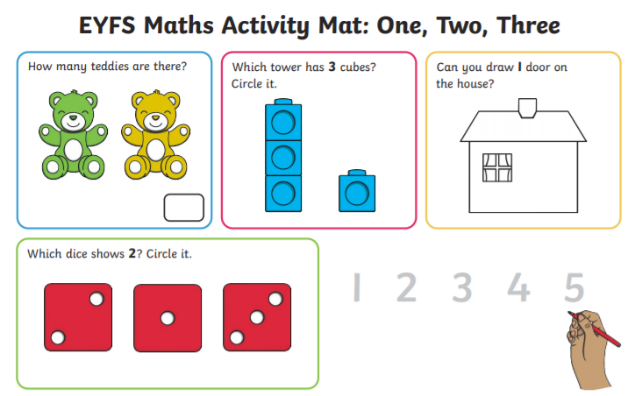 EYFS Maths Activity Mat: One, Two, Three
How many teddies are there?
Which tower has 3 cubes?
Circle it.
Can you draw 1 door on
the house?
Which dice shows 2? Circle it.
1 2 3 4 5